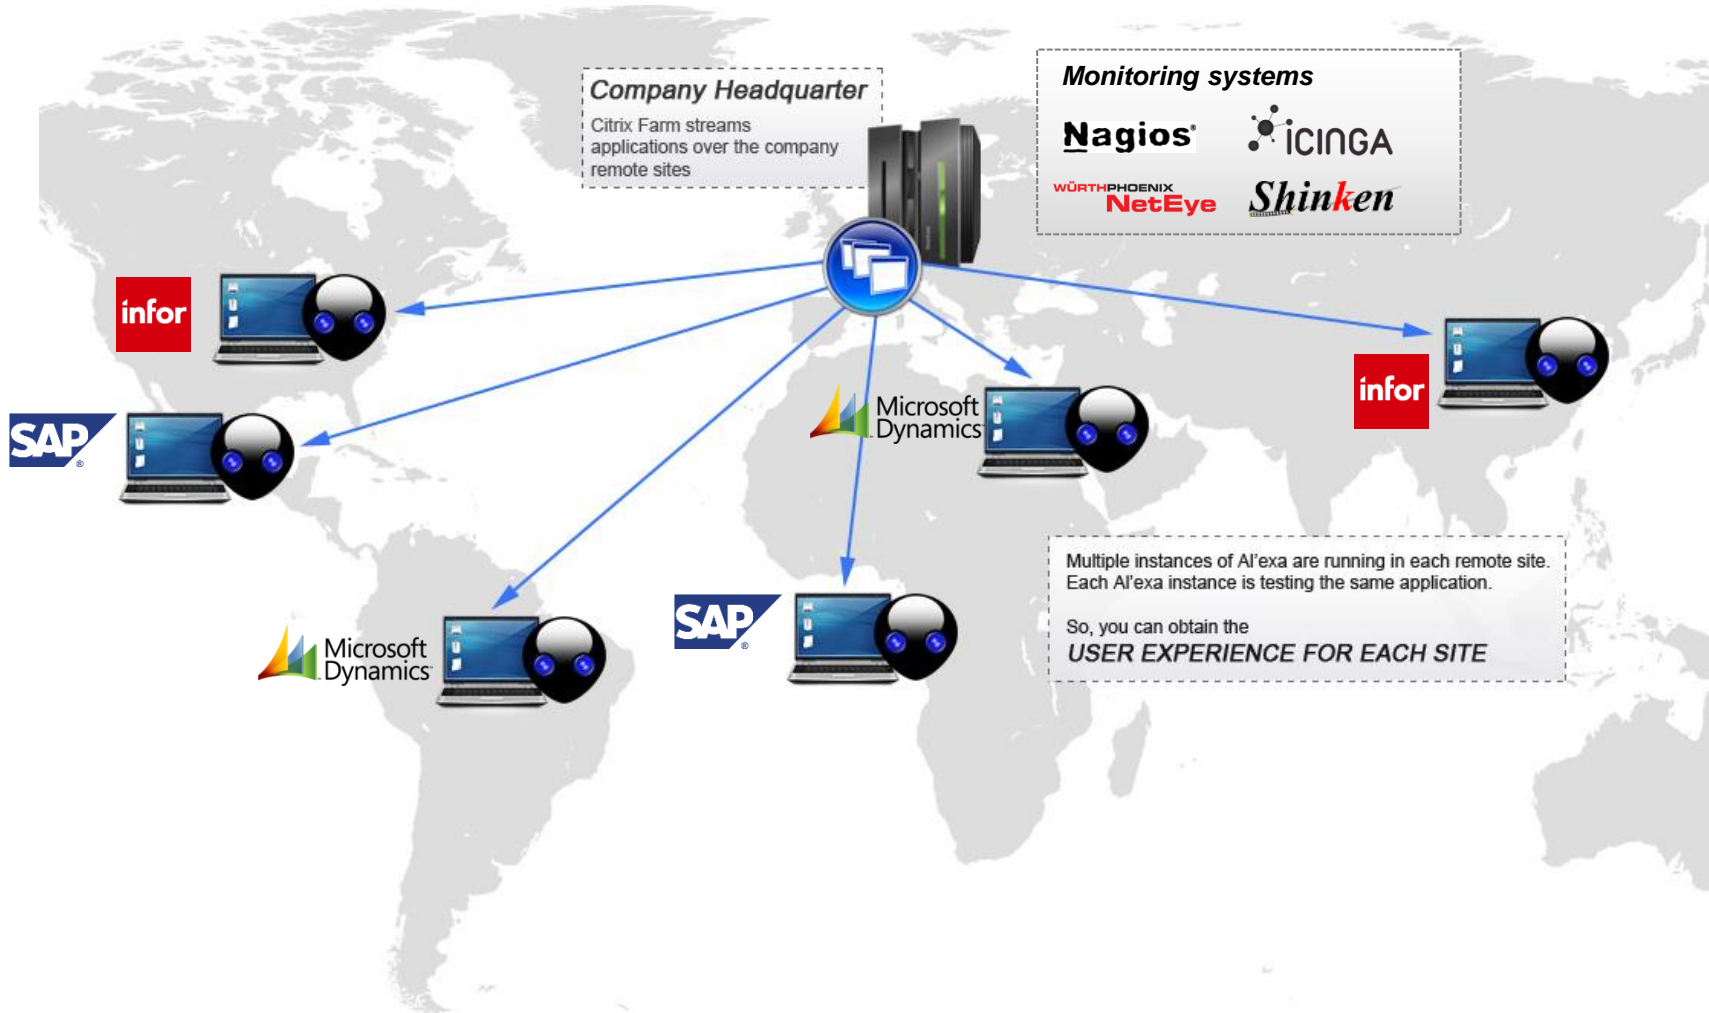 Company Headquarter
Citrix Farm streams
applications over the company
remote sites
Monitoring systems
Nagios®
ICINGA
WÜRTHPHOENIX
NetEye
Shinken
infor
infor
SAP
®
Microsoft
Dynamics
Microsoft
Dynamics
SAP
®
Multiple instances of Al'exa are running in each remote site.
Each Al'exa instance is testing the same application.
So, you can obtain the
USER EXPERIENCE FOR EACH SITE